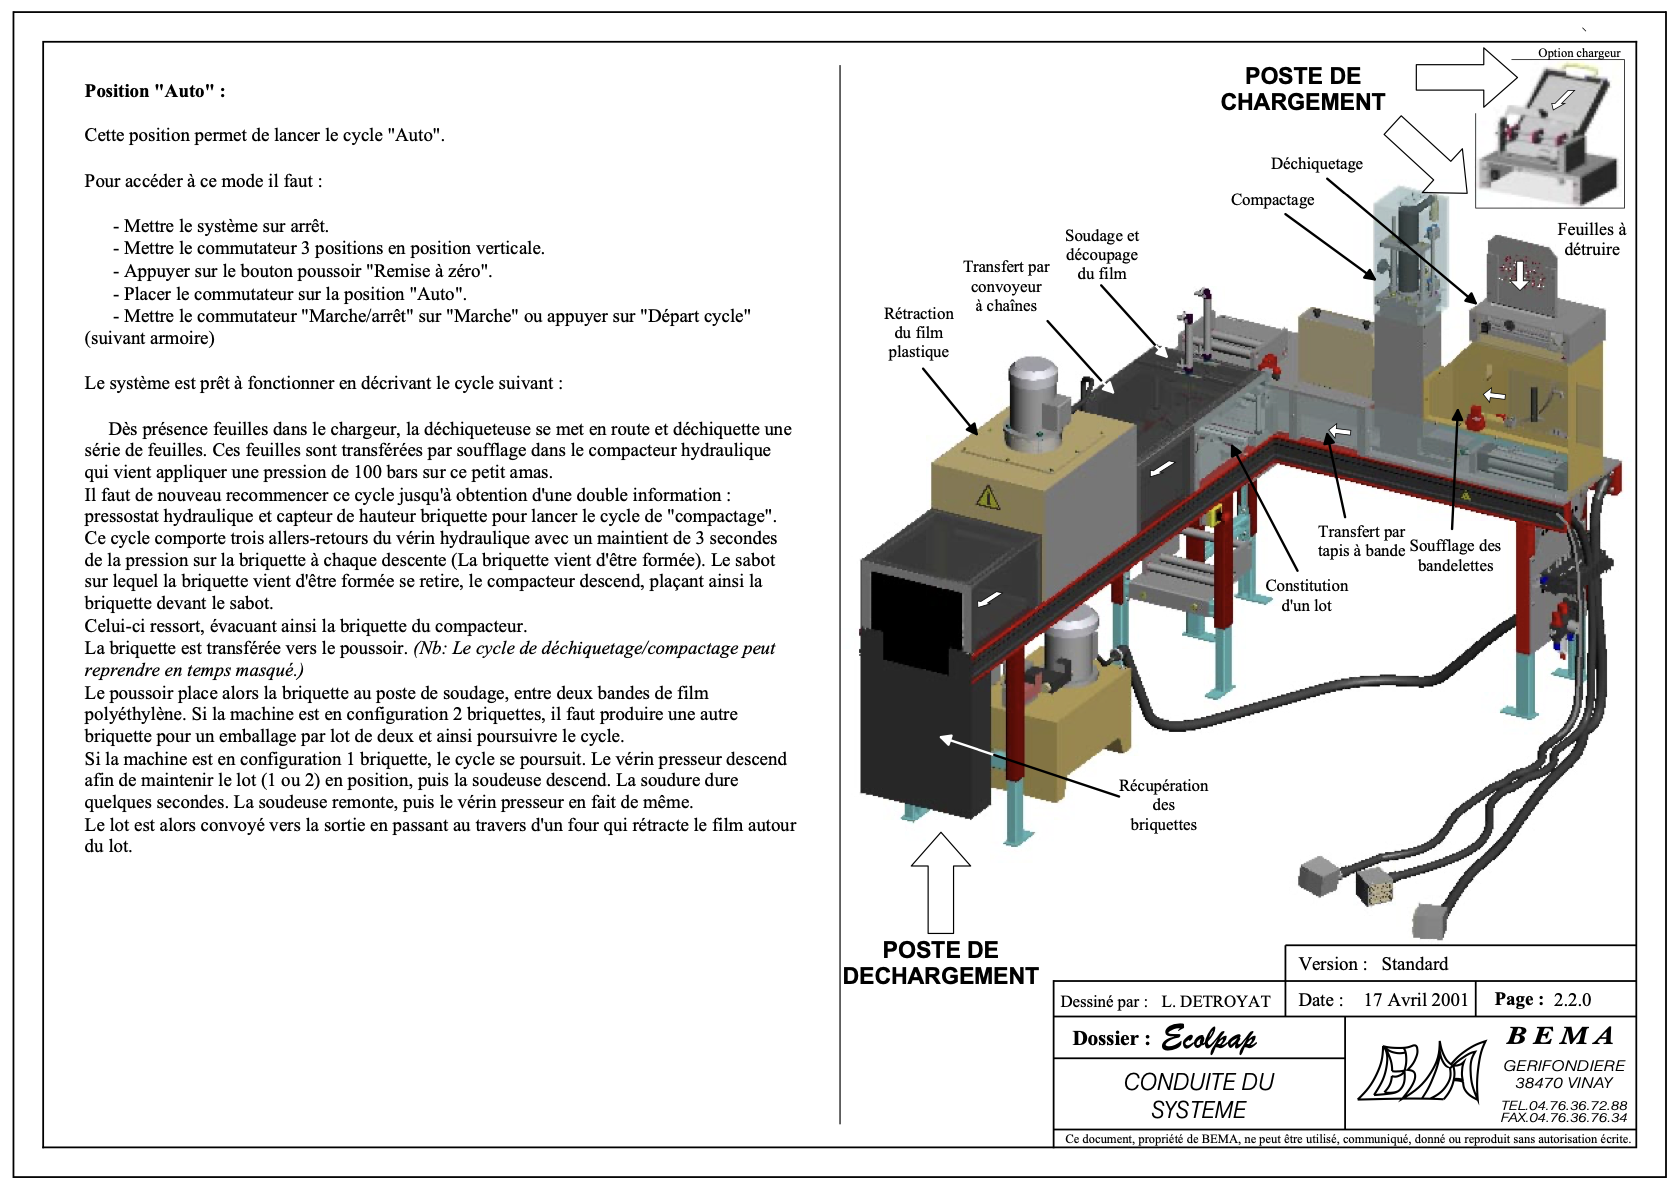 Position "Auto" :
Cette position permet de lancer le cycle "Auto".
Pour accéder à ce mode il faut :
- Mettre le système sur arrêt.
- Mettre le commutateur 3 positions en position verticale.
- Appuyer sur le bouton poussoir "Remise à zéro".
- Placer le commutateur sur la position "Auto".
- Mettre le commutateur "Marche/arrêt" sur "Marche" ou appuyer sur "Départ cycle"
(suivant armoire)
Le système est prêt à fonctionner en décrivant le cycle suivant :
Dès présence feuilles dans le chargeur, la déchiqueteuse se met en route et déchiquette une
série de feuilles. Ces feuilles sont transférées par soufflage dans le compacteur hydraulique
qui vient appliquer une pression de 100 bars sur ce petit amas.
Il faut de nouveau recommencer ce cycle jusqu'à obtention d'une double information :
pressostat hydraulique et capteur de hauteur briquette pour lancer le cycle de "compactage".
Ce cycle comporte trois allers-retours du vérin hydraulique avec un maintient de 3 secondes
de la pression sur la briquette à chaque descente (La briquette vient d'être formée). Le sabot
sur lequel la briquette vient d'être formée se retire, le compacteur descend, plaçant ainsi la
briquette devant le sabot.
Celui-ci ressort, évacuant ainsi la briquette du compacteur.
La briquette est transférée vers le poussoir. (Nb: Le cycle de déchiquetage/compactage peut
reprendre en temps masqué.)
Le poussoir place alors la briquette au poste de soudage, entre deux bandes de film
polyéthylène. Si la machine est en configuration 2 briquettes, il faut produire une autre
briquette pour un emballage par lot de deux et ainsi poursuivre le cycle.
Si la machine est en configuration 1 briquette, le cycle se poursuit. Le vérin presseur descend
afin de maintenir le lot (1 ou 2) en position, puis la soudeuse descend. La soudure dure
quelques secondes. La soudeuse remonte, puis le vérin presseur en fait de même.
Le lot est alors convoyé vers la sortie en passant au travers d'un four qui rétracte le film autour
du lot.
Option chargeur
POSTE DE
CHARGEMENT
Déchiquetage
Compactage
Feuilles à
détruire
Soudage et
découpage
du film
Transfert par
convoyeur
à chaînes
Rétraction
du film
plastique
Transfert par
tapis à bande
Soufflage des
bandelettes
Constitution
d'un lot
Récupération
des
briquettes
POSTE DE
DECHARGEMENT
Version : Standard
Dessiné par : L. DETROYAT
Date : 17 Avril 2001
Page : 2.2.0
Dossier : Ecolpap
CONDUITE DU
SYSTEME
BMA
BEMA
GERIFONDIERE
38470 VINAY
TEL.04.76.36.72.88
FAX.04.76.36.76.34
Ce document, propriété de BEMA, ne peut être utilisé, communiqué, donné ou reproduit sans autorisation écrite.